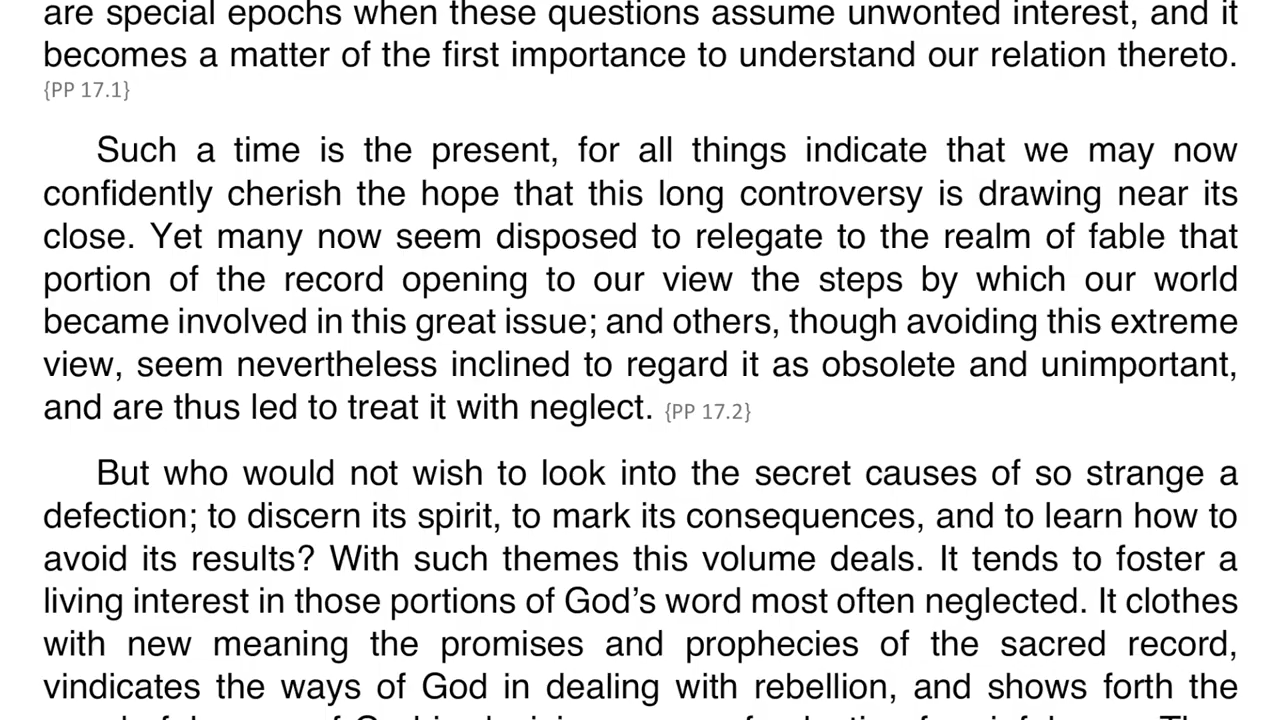 are special epochs when these questions assume unwonted interest, and it
becomes a matter of the first importance to understand our relation thereto.
{PP 17.1}
Such a time is the present, for all things indicate that we may now
confidently cherish the hope that this long controversy is drawing near its
close. Yet many now seem disposed to relegate to the realm of fable that
portion of the record opening to our view the steps by which our world
became involved in this great issue; and others, though avoiding this extreme
view, seem nevertheless inclined to regard it as obsolete and unimportant,
and are thus led to treat it with neglect. {PP 17.2}
But who would not wish to look into the secret causes of so strange a
defection; to discern its spirit, to mark its consequences, and to learn how to
avoid its results? With such themes this volume deals. It tends to foster a
living interest in those portions of God’s word most often neglected. It clothes
with new meaning the promises and prophecies of the sacred record,
vindicates the ways of God in dealing with rebellion, and shows forth the